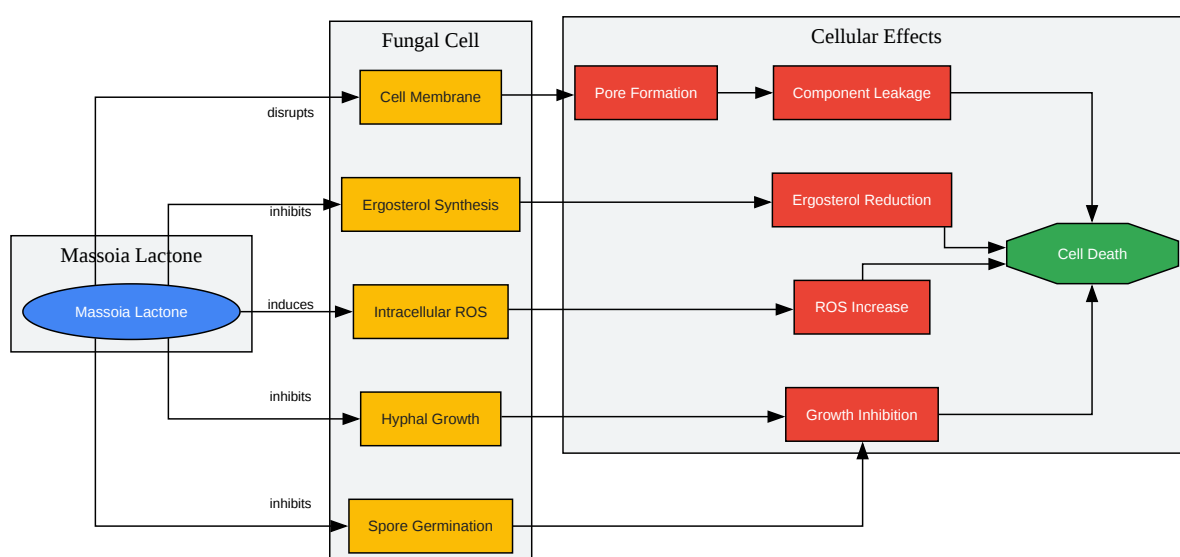 Fungal Cell
Cellular Effects
Cell Membrane
Pore Formation
Component Leakage
disrupts
Ergosterol Synthesis
Ergosterol Reduction
inhibits
Massoia Lactone
Cell Death
Massoia Lactone
induces
Intracellular ROS
ROS Increase
inhibits
Hyphal Growth
Growth Inhibition
inhibits
Spore Germination